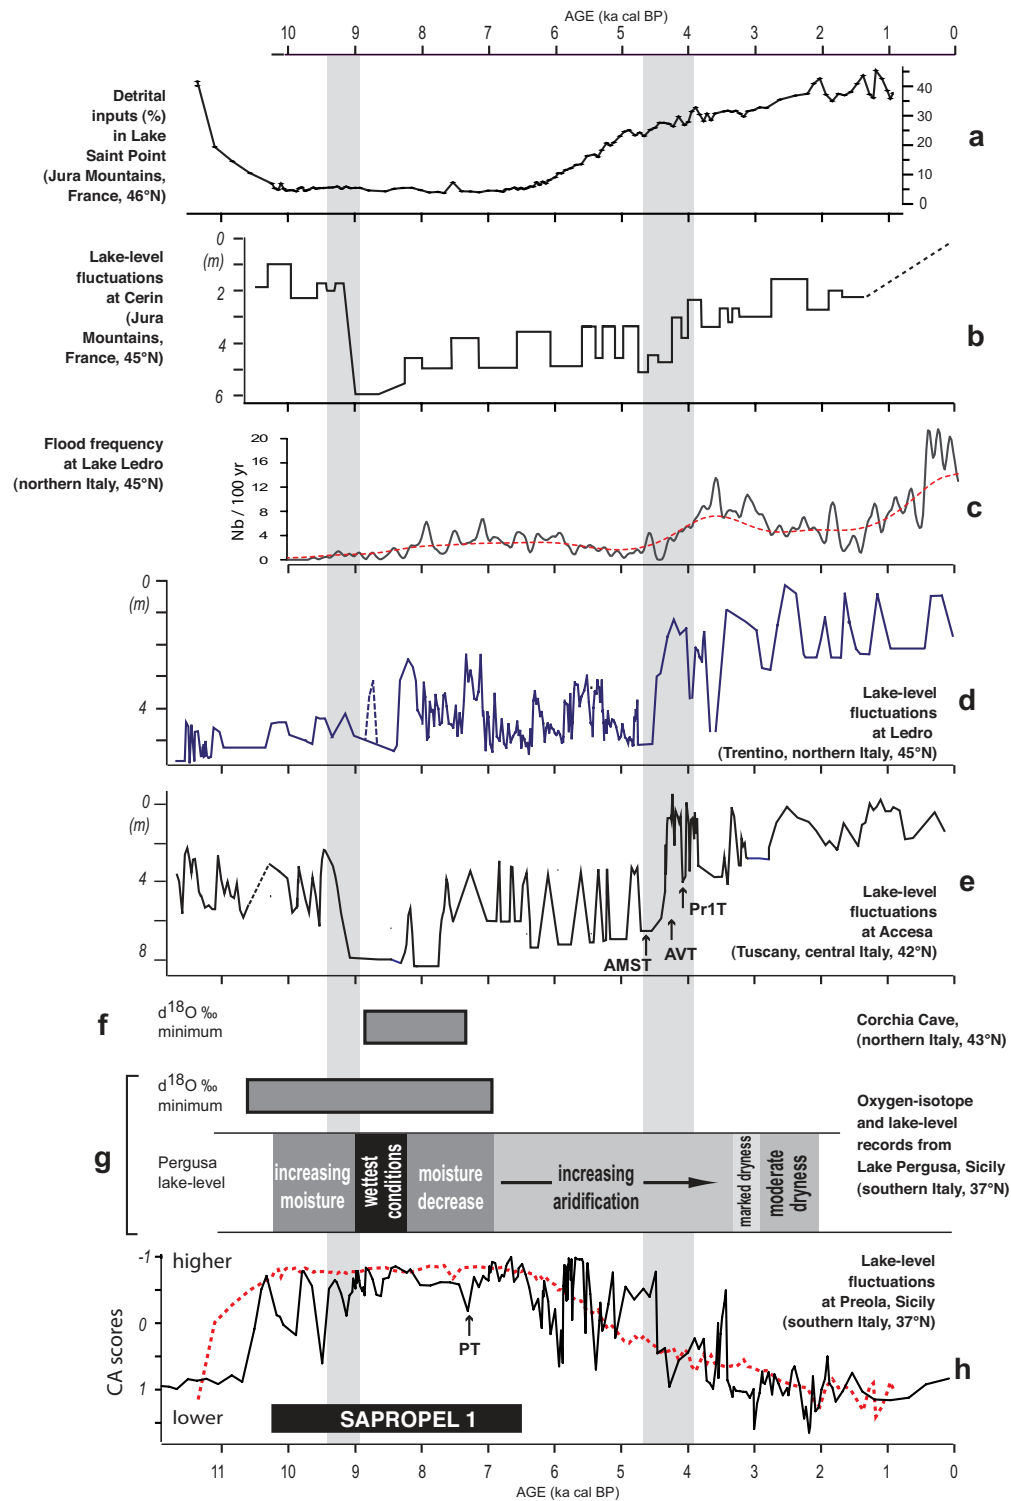 AGE (ka cal BP)
10 9 8 7 6 5 4 3 2 1 0
Detrital
inputs (%)
in Lake
Saint Point
(Jura Mountains,
France, 46°N)
40
30
20
10
0
a
0
(m)
2
4
6
Lake-level
fluctuations
at Cerin
(Jura
Mountains,
France, 45°N)
b
Flood frequency
at Lake Ledro
(northern Italy, 45°N)
Nb / 100 yr
20
16
12
8
4
0
c
0
(m)
4
Lake-level
fluctuations
at Ledro
(Trentino, northern Italy, 45°N)
d
0
(m)
4
8
Pr1T
AVT
AMST
Lake-level
fluctuations
at Accesa
(Tuscany, central Italy, 42°N)
e
f
d18O ‰
minimum
Corchia Cave,
(northern Italy, 43°N)
g
d18O ‰
minimum
Pergusa
lake-level
increasing
moisture
wettest
conditions
moisture
decrease
increasing
aridification
marked dryness
moderate
dryness
Oxygen-isotope
and lake-level
records from
Lake Pergusa, Sicily
(southern Italy, 37°N)
CA scores
-1
0
1
higher
lower
PT
SAPROPEL 1
Lake-level
fluctuations
at Preola, Sicily
(southern Italy, 37°N)
h
11 10 9 8 7 6 5 4 3 2 1 0
AGE (ka cal BP)